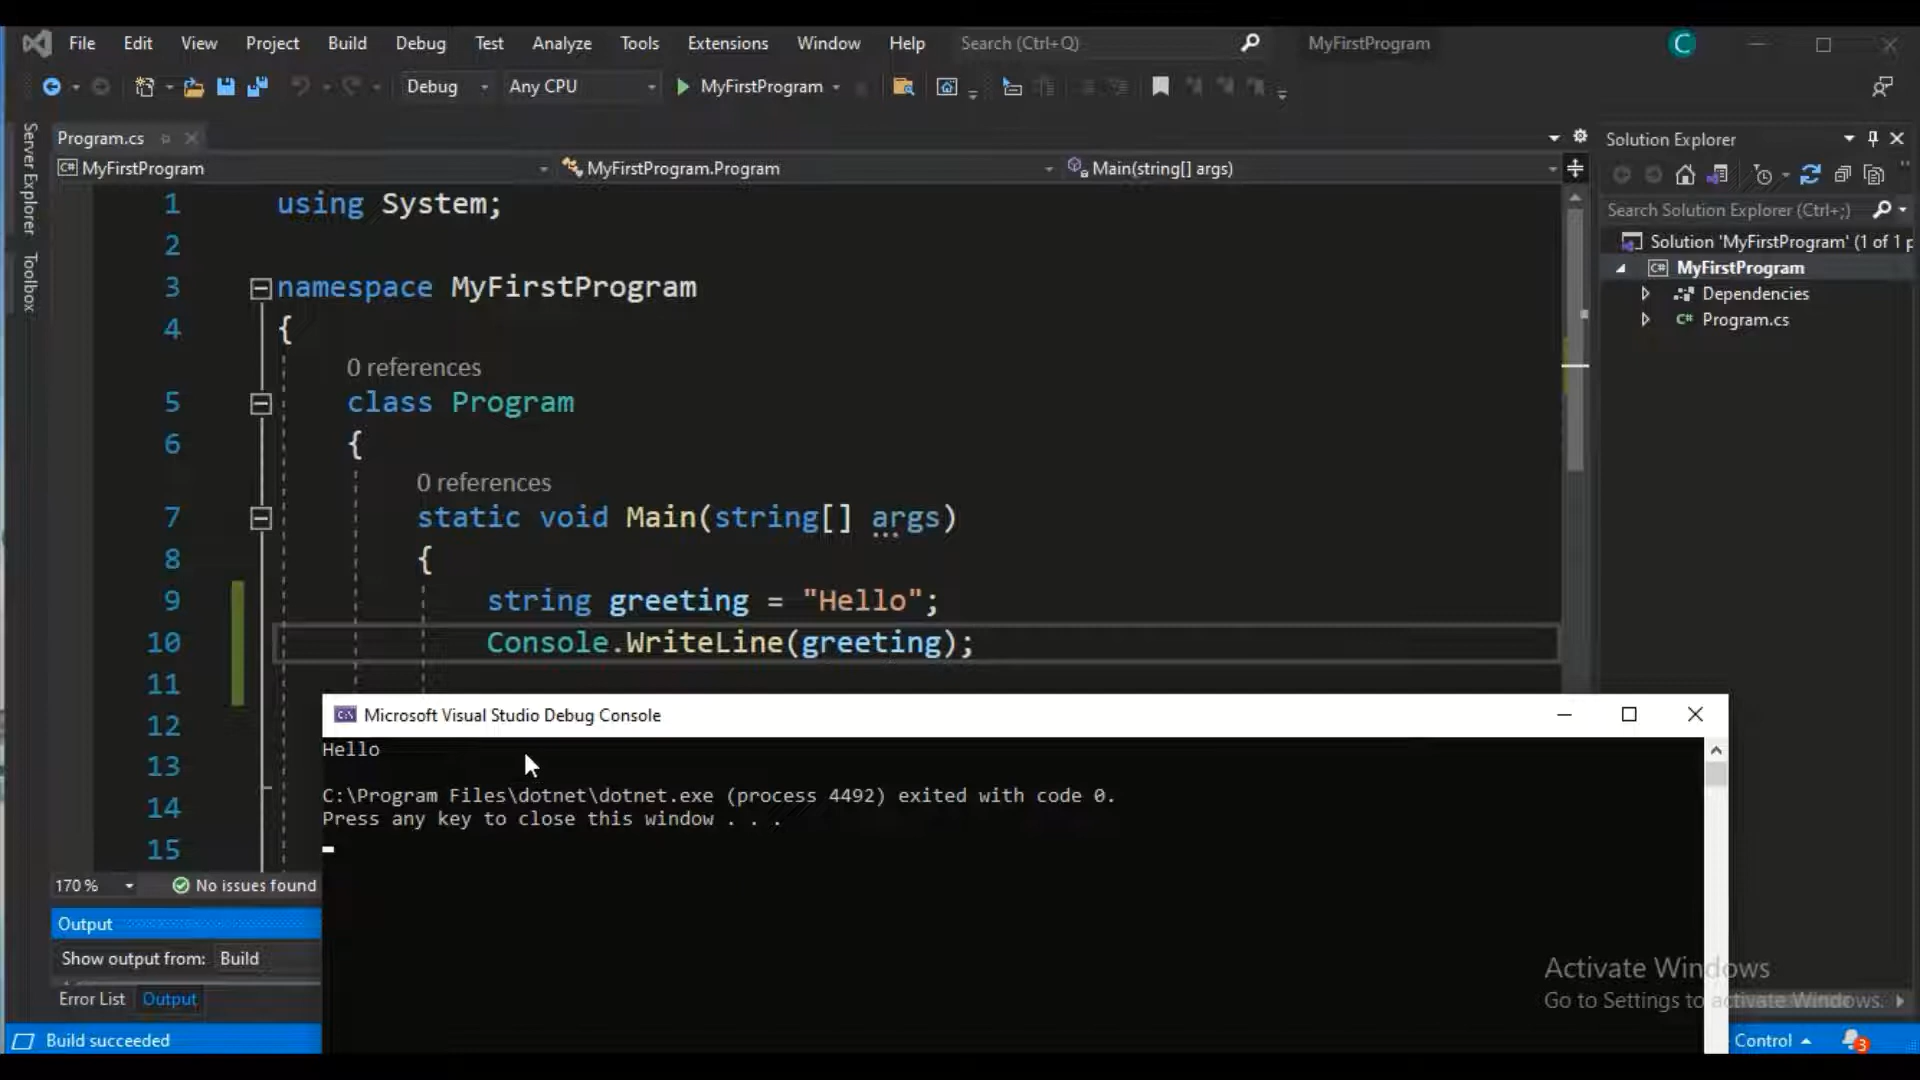 File Edit View Project Build Debug Test Analyze Tools Extensions Window Help Search (Ctrl+Q) MyFirstProgram C
Debug Any CPU MyFirstProgram
Server Explorer
Toolbox
Program.cs
C# MyFirstProgram MyFirstProgram.Program Main(string[] args)
1 using System;
2
3 namespace MyFirstProgram
4 {
0 references
5 class Program
6 {
0 references
7 static void Main(string[] args)
8 {
9 string greeting = "Hello";
10 Console.WriteLine(greeting);
11
12
13
14
15
170 % No issues found
Output
Show output from: Build
Error List Output
Build succeeded
Microsoft Visual Studio Debug Console
Hello
C:\Program Files\dotnet\dotnet.exe (process 4492) exited with code 0.
Press any key to close this window . . .
Solution Explorer
Search Solution Explorer (Ctrl+;)
Solution 'MyFirstProgram' (1 of 1 p
C# MyFirstProgram
Dependencies
C# Program.cs
Activate Windows
Go to Settings to activate Windows.
Control 3